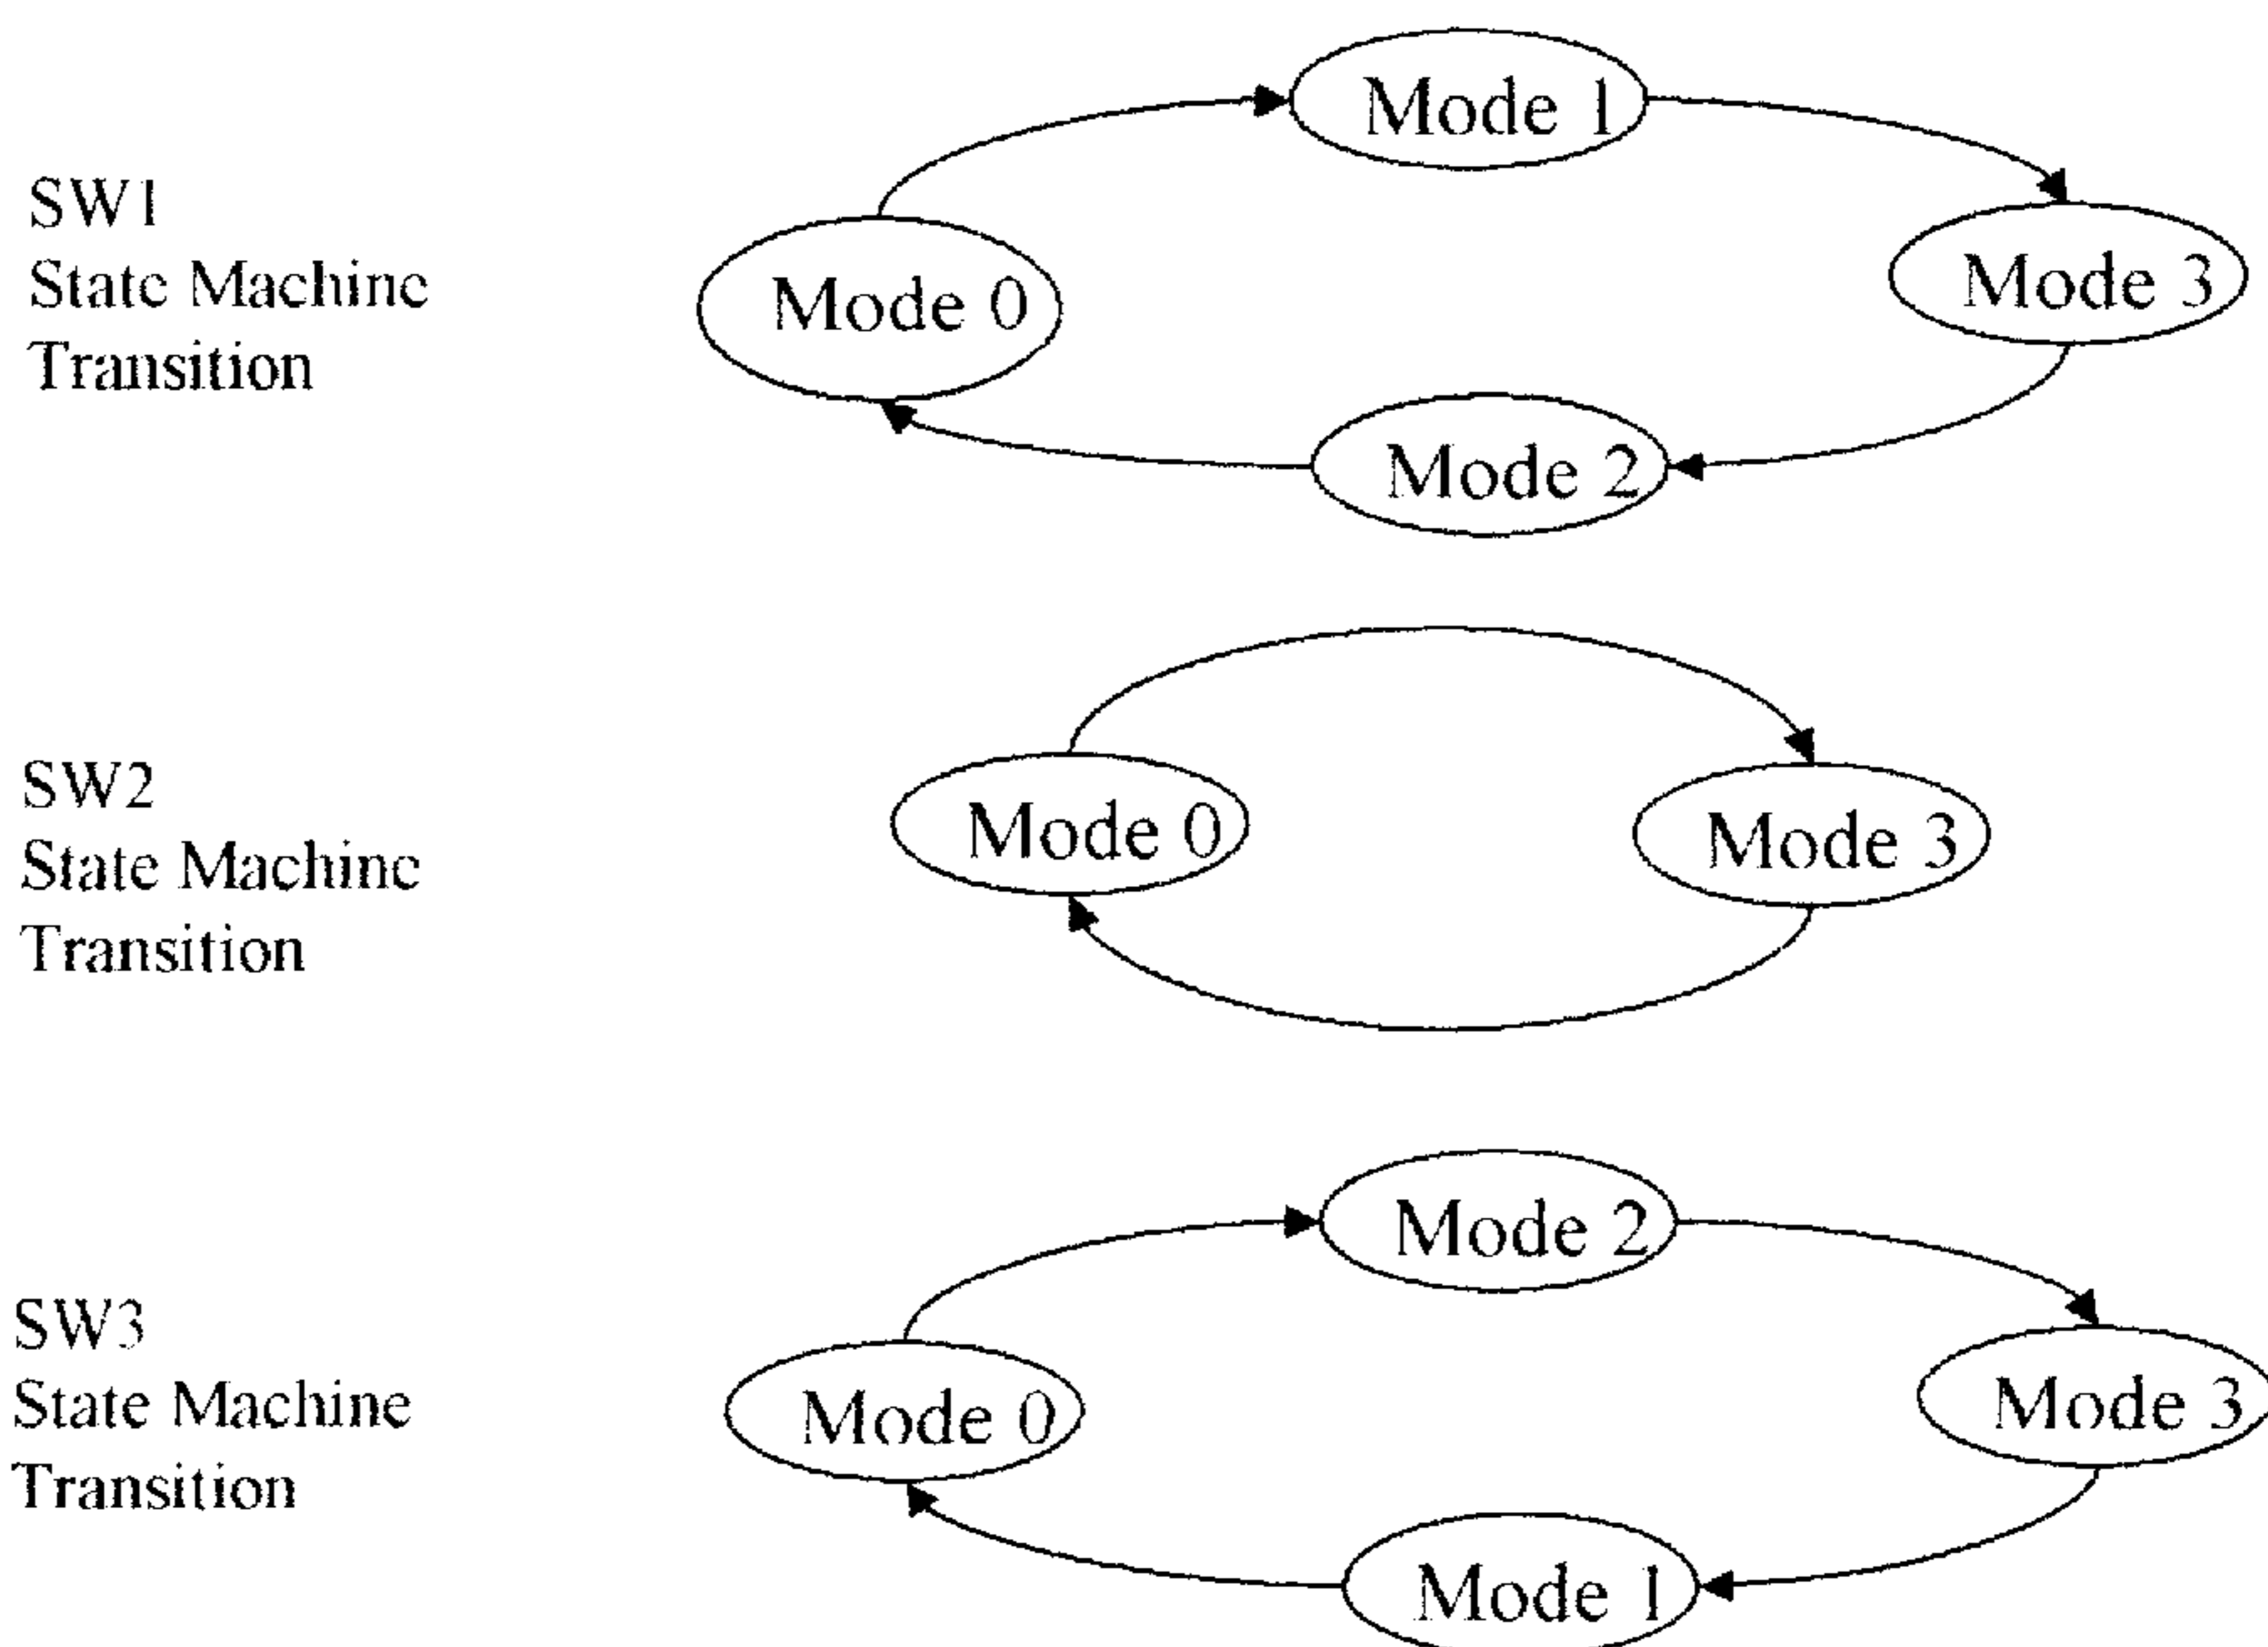 Mode 1
SW1
State Machine
Transition
Mode 0
Mode 3
Mode 2
SW2
State Machine
Transition
Mode 0
Mode 3
Mode 2
SW3
State Machine
Transition
Mode 0
Mode 3
Mode 1